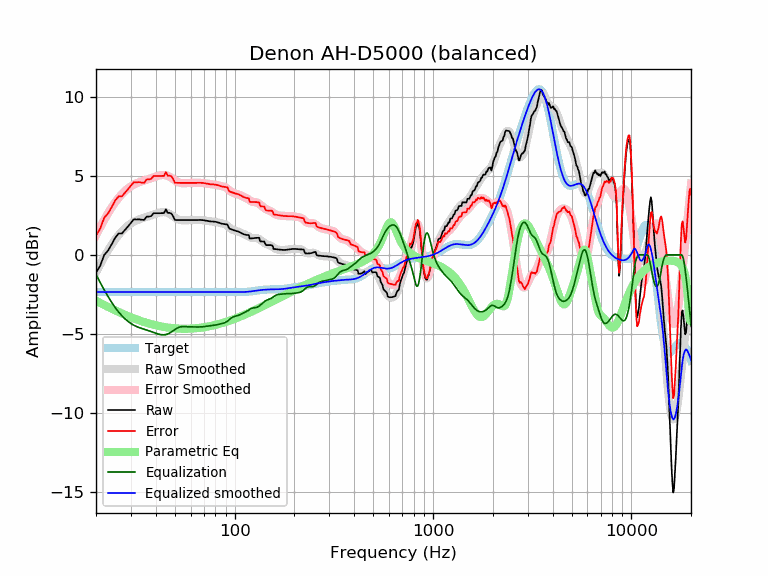 Denon AH-D5000 (balanced)
10
5
0
−5
−10
−15
Amplitude (dBr)
Target
Raw Smoothed
Error Smoothed
Raw
Error
Parametric Eq
Equalization
Equalized smoothed
100
1000
10000
Frequency (Hz)